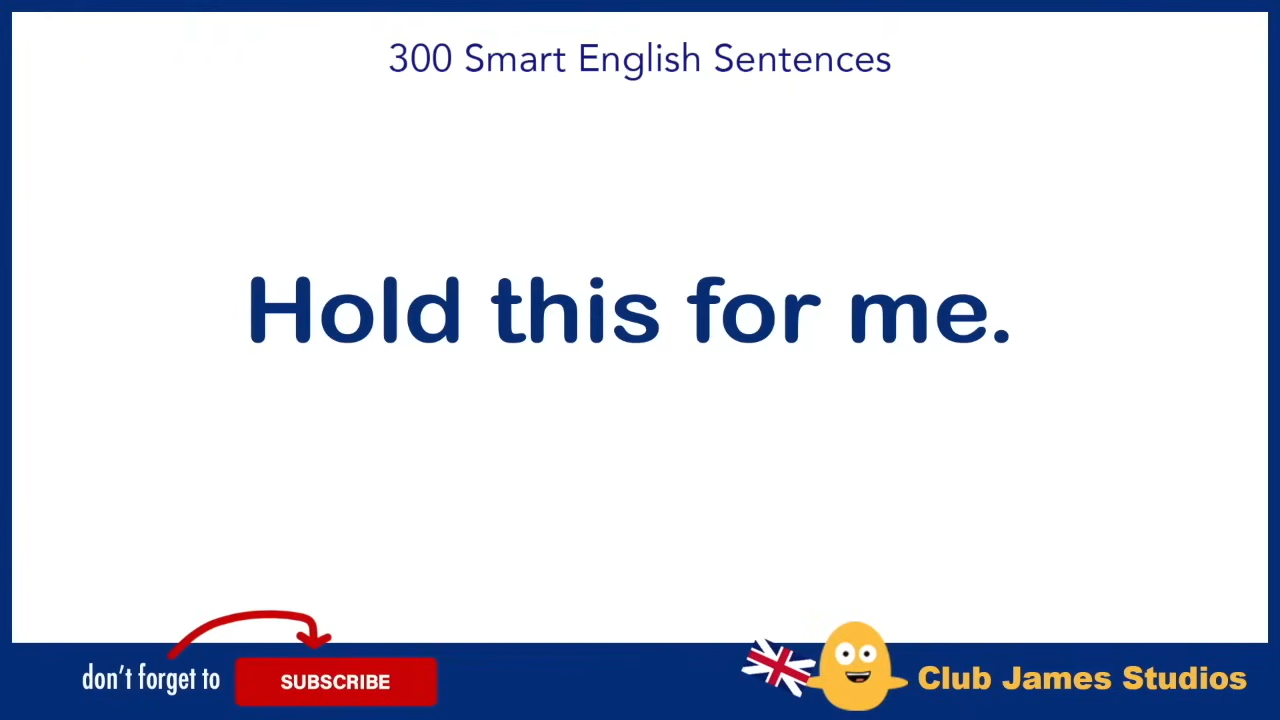 300 Smart English Sentences
Hold this for me.
don't forget to
SUBSCRIBE
Club James Studios